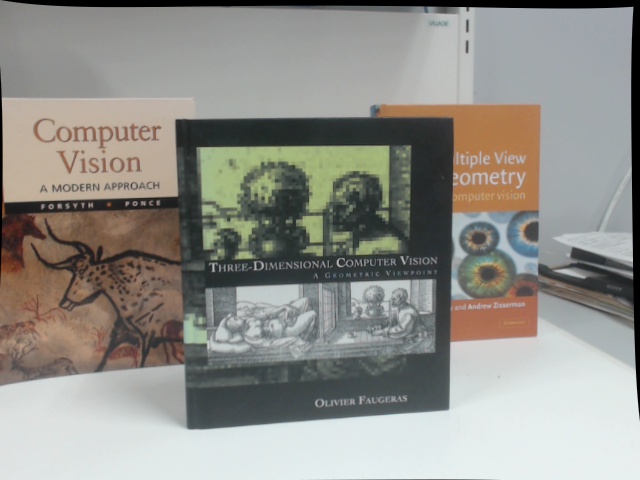 Computer
Vision
A MODERN APPROACH
FORSYTH ▪ PONCE
THREE-DIMENSIONAL COMPUTER VISION
A GEOMETRIC VIEWPOINT
OLIVIER FAUGERAS
ltiple View
eometry
omputer vision
and Andrew Zisserman